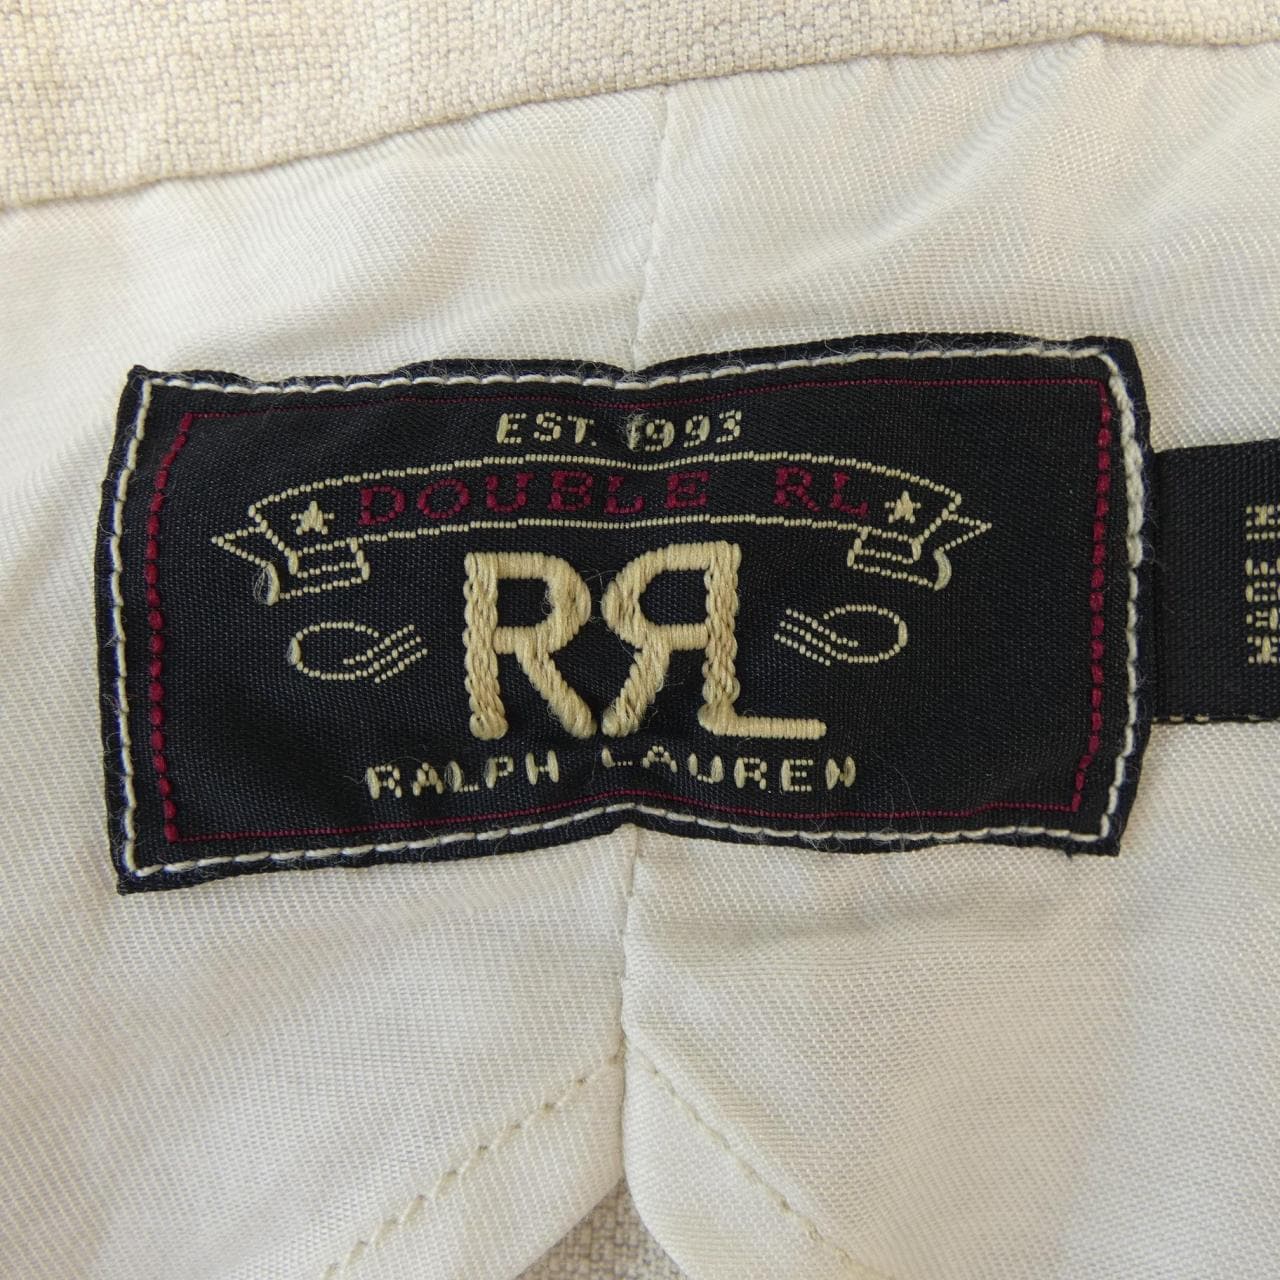 EST. 1993
DOUBLE RL
RRL
RALPH LAUREN